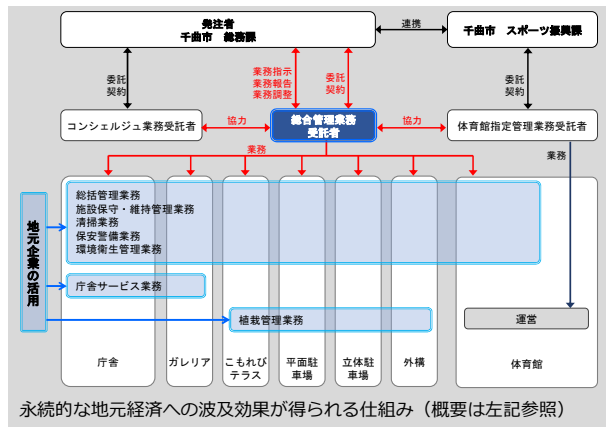 発注者
千曲市 総務課
連携
千曲市 スポーツ振興課
委託
契約
業務指示
業務報告
業務調整
委託
契約
委託
契約
コンシェルジュ業務受託者
協力
総合管理業務
受託者
協力
体育館指定管理業務受託者
業務
業務
地元企業の活用
総括管理業務
施設保守・維持管理業務
清掃業務
保安警備業務
環境衛生管理業務
庁舎サービス業務
植栽管理業務
運営
庁舎
ガレリア
こもれび
テラス
平面駐
車場
立体駐
車場
外構
体育館
永続的な地元経済への波及効果が得られる仕組み（概要は左記参照）